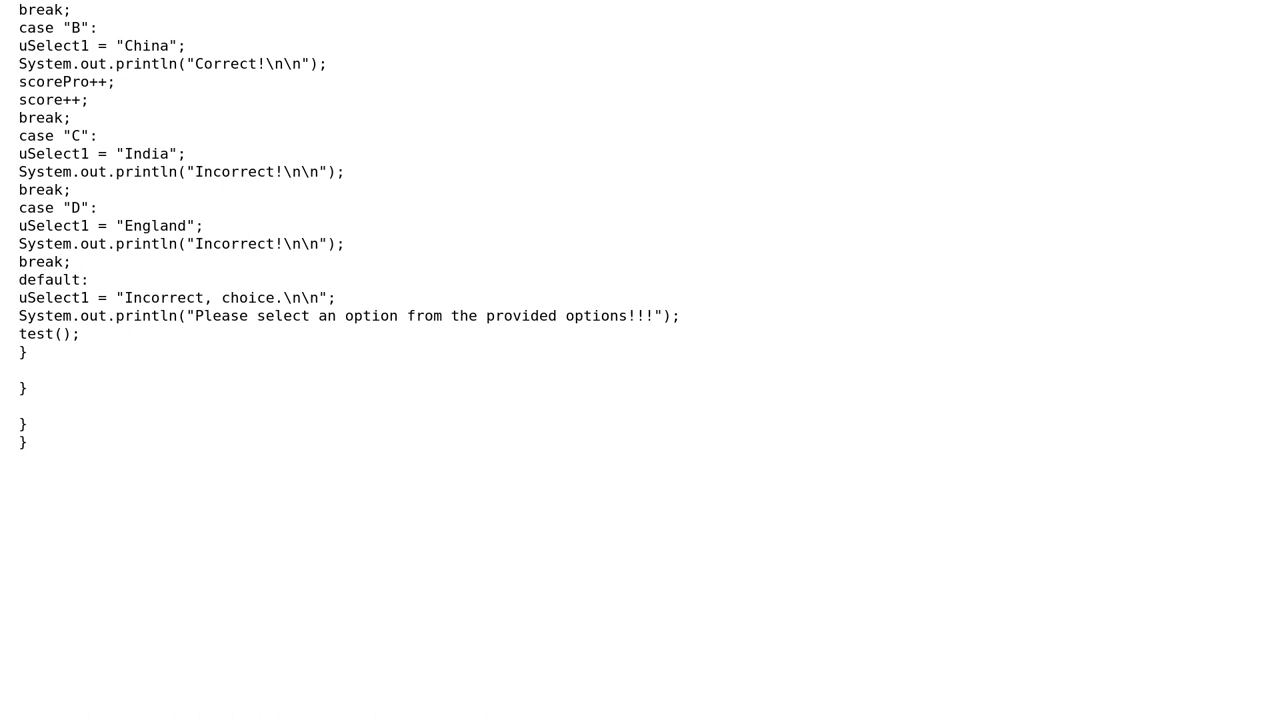 break;
case "B":
uSelect1 = "China";
System.out.println("Correct!\n\n");
scorePro++;
score++;
break;
case "C":
uSelect1 = "India";
System.out.println("Incorrect!\n\n");
break;
case "D":
uSelect1 = "England";
System.out.println("Incorrect!\n\n");
break;
default:
uSelect1 = "Incorrect, choice.\n\n";
System.out.println("Please select an option from the provided options!!!");
test();
}
}
}
}